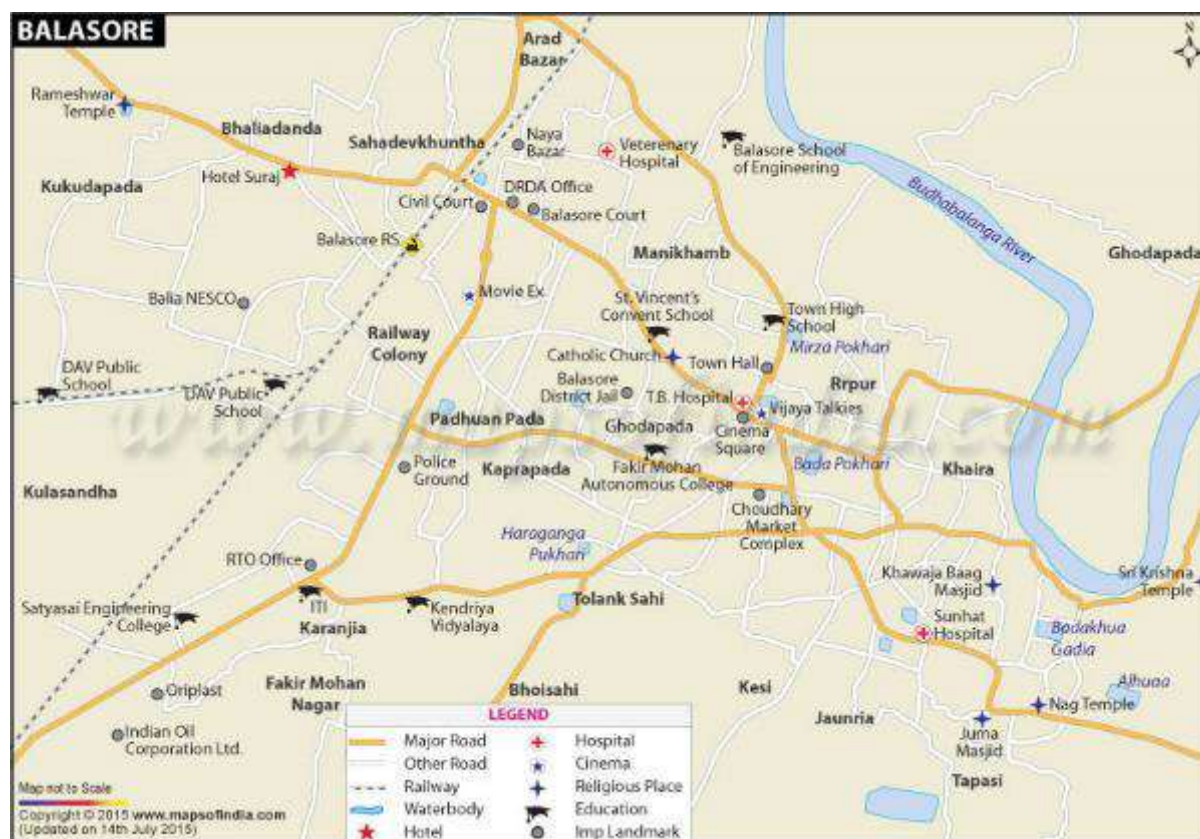 BALASORE
N
Arad
Bazar
Rameshwar
Temple
Bhaliadanda
Sahadevkhuntha
Naya
Bazar
Veterenary
Hospital
Balasore School
of Engineering
Kukudapada
Hotel Suraj
DRDA Office
Civil Court
Balasore Court
Budhabalanga River
Balasore RS
Manikhamb
Ghodapada
Balia NESCO
Movie Ex.
St. Vincent's
Convent School
Town High
School
Railway
Colony
Mirza Pokhari
DAV Public
School
Catholic Church
Town Hall
DAV Public
School
Balasore
District Jail
T.B. Hospital
Rrpur
Vijaya Talkies
Padhuan Pada
Ghodapada
Cinema
Square
Police
Ground
Kaprapada
Fakir Mohan
Autonomous College
Bada Pokhari
Khaira
Kulasandha
Choudhary
Market
Complex
Haraganga
Pukhari
RTO Office
Khawaja Baag
Masjid
Sri Krishna
Temple
Satyasai Engineering
College
ITI
Karanjia
Kendriya
Vidyalaya
Tolank Sahi
Sunhat
Hospital
Badakhua
Gadia
Oriplast
Fakir Mohan
Nagar
Bhoisahi
Kesi
Jaunria
Nag Temple
Indian Oil
Corporation Ltd.
Juma
Masjid
Tapasi
LEGEND
Major Road
Hospital
Other Road
Cinema
Railway
Religious Place
Waterbody
Education
Hotel
Imp Landmark
Map not to Scale
Copyright © 2015 www.mapsofindia.com
(Updated on 14th July 2015)